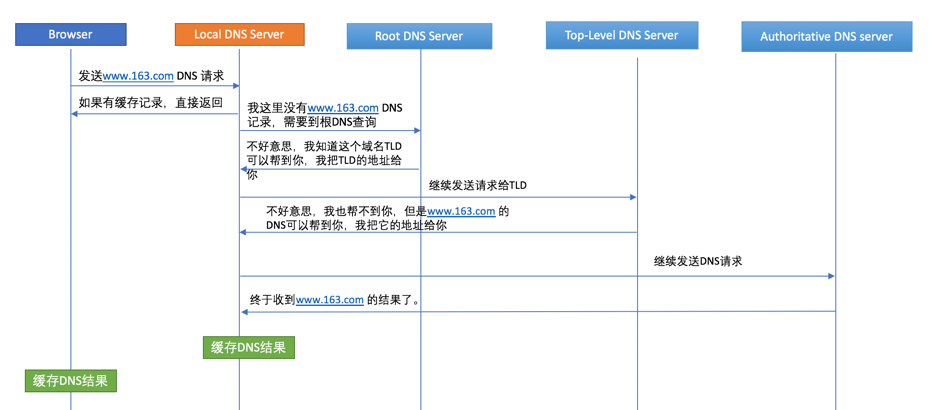 Browser
Local DNS Server
Root DNS Server
Top-Level DNS Server
Authoritative DNS server
发送www.163.com DNS 请求
如果有缓存记录，直接返回
我这里没有www.163.com DNS
记录，需要到根DNS查询
不好意思，我知道这个域名TLD
可以帮到你，我把TLD的地址给
你
继续发送请求给TLD
不好意思，我也帮不到你，但是www.163.com 的
DNS可以帮到你，我把它的地址给你
继续发送DNS请求
终于收到www.163.com 的结果了。
缓存DNS结果
缓存DNS结果